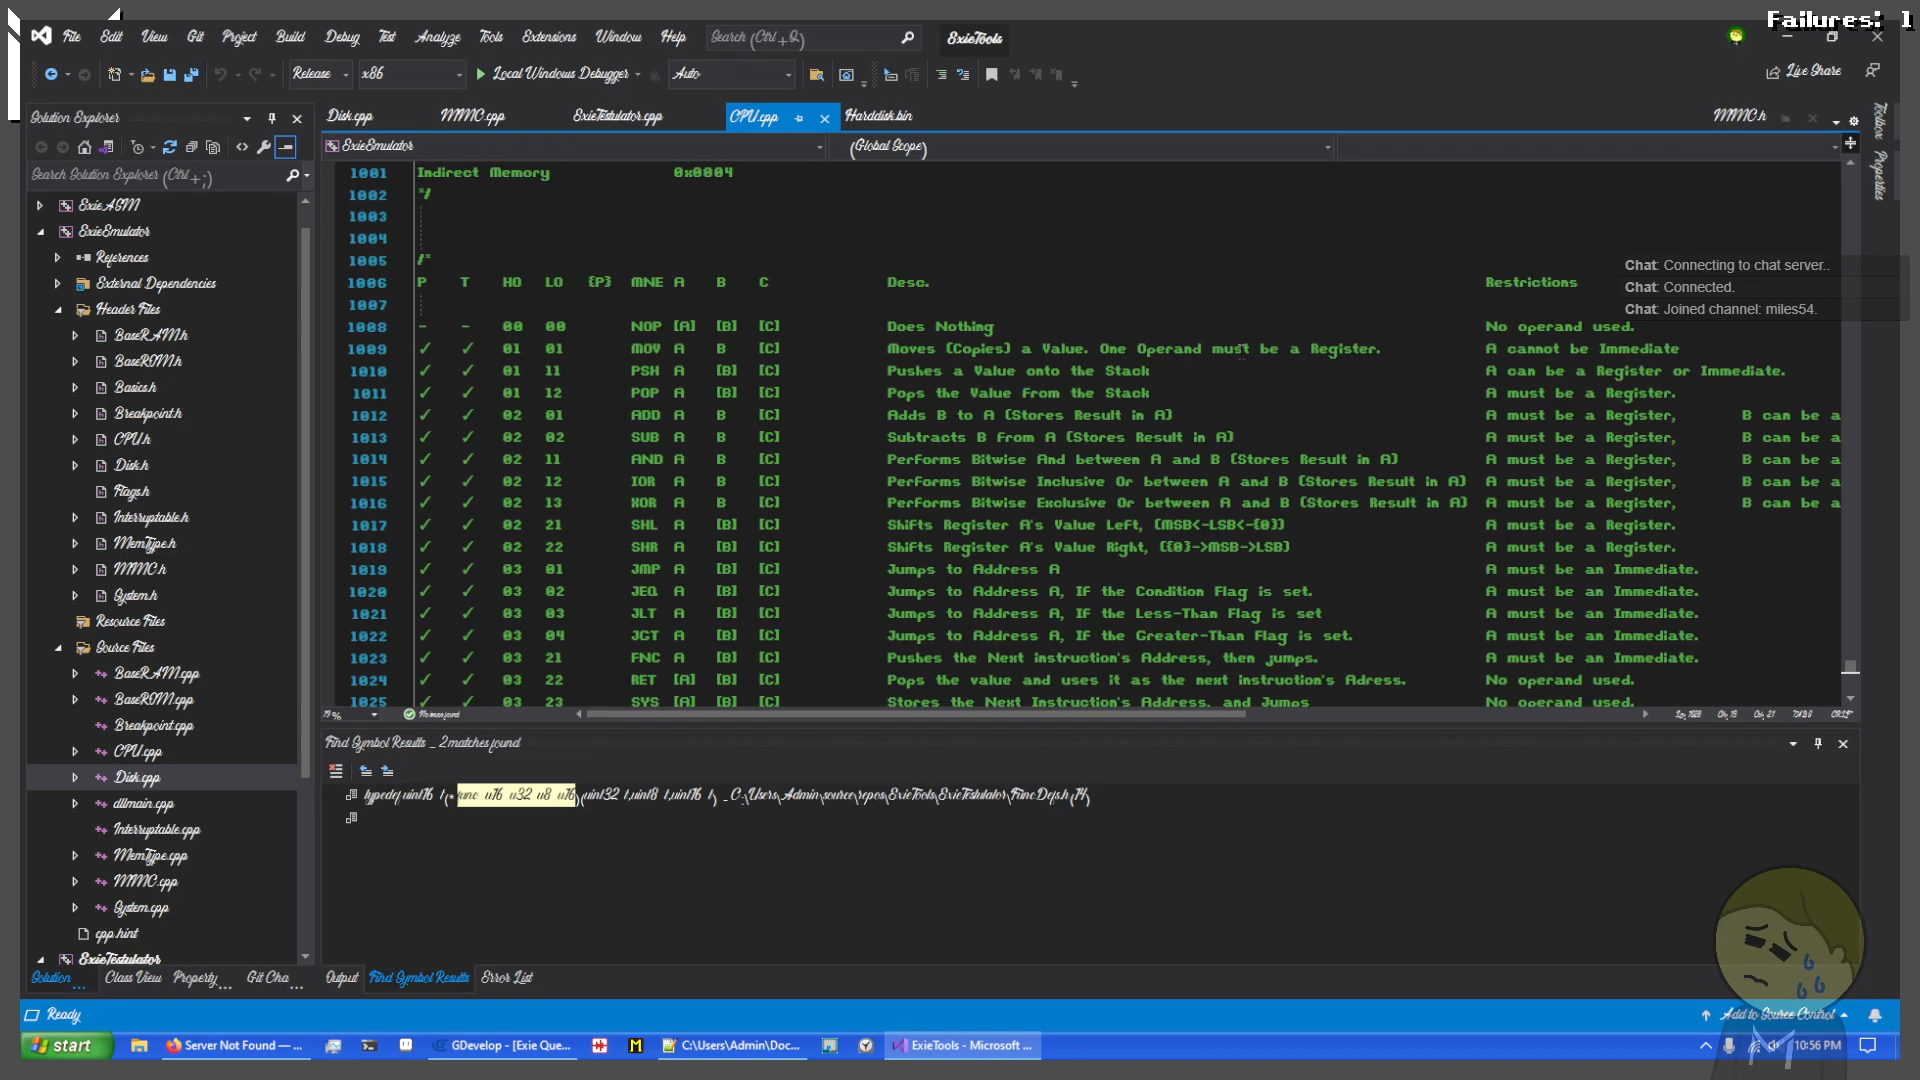 Failures: 1
File Edit View Git Project Build Debug Test Analyze Tools Extensions Window Help Search (Ctrl+Q) ExieTools
Release x86 Local Windows Debugger Auto Live Share
Solution Explorer
Disk.cpp MMC.cpp ExieTestulator.cpp CPU.cpp Harddisk.bin MMC.h
ExieEmulator (Global Scope)
Toolbox
Properties
Search Solution Explorer (Ctrl+;)
ExieASM
ExieEmulator
References
External Dependencies
Header Files
BaseRAM.h
BaseROM.h
Basics.h
Breakpoint.h
CPU.h
Disk.h
Flags.h
Interruptable.h
MemType.h
MMC.h
System.h
Resource Files
Source Files
BaseRAM.cpp
BaseROM.cpp
Breakpoint.cpp
CPU.cpp
Disk.cpp
dllmain.cpp
Interruptable.cpp
MemType.cpp
MMC.cpp
System.cpp
cpp.hint
ExieTestulator
Solution ... Class View Property... Git Cha...
1001 Indirect Memory 0x0004
1002 */
1003
1004
1005 /*
1006 P T HO LO {P} MNE A B C Desc. Restrictions
1007
1008 - - 00 00 NOP [A] [B] [C] Does Nothing No operand used.
1009 ✓ ✓ 01 01 MOV A B [C] Moves (Copies) a Value. One Operand must be a Register. A cannot be Immediate
1010 ✓ ✓ 01 11 PSH A [B] [C] Pushes a Value onto the Stack A can be a Register or Immediate.
1011 ✓ ✓ 01 12 POP A [B] [C] Pops the Value from the Stack A must be a Register.
1012 ✓ ✓ 02 01 ADD A B [C] Adds B to A (Stores Result in A) A must be a Register, B can be a
1013 ✓ ✓ 02 02 SUB A B [C] Subtracts B from A (Stores Result in A) A must be a Register, B can be a
1014 ✓ ✓ 02 11 AND A B [C] Performs Bitwise And between A and B (Stores Result in A) A must be a Register, B can be a
1015 ✓ ✓ 02 12 IOR A B [C] Performs Bitwise Inclusive Or between A and B (Stores Result in A) A must be a Register, B can be a
1016 ✓ ✓ 02 13 XOR A B [C] Performs Bitwise Exclusive Or between A and B (Stores Result in A) A must be a Register, B can be a
1017 ✓ ✓ 02 21 SHL A [B] [C] Shifts Register A's Value Left, (MSB<-LSB<-{0}) A must be a Register.
1018 ✓ ✓ 02 22 SHR A [B] [C] Shifts Register A's Value Right, ({0}->MSB->LSB) A must be a Register.
1019 ✓ ✓ 03 01 JMP A [B] [C] Jumps to Address A A must be an Immediate.
1020 ✓ ✓ 03 02 JEQ A [B] [C] Jumps to Address A, If the Condition Flag is set. A must be an Immediate.
1021 ✓ ✓ 03 03 JLT A [B] [C] Jumps to Address A, If the Less-Than Flag is set A must be an Immediate.
1022 ✓ ✓ 03 04 JGT A [B] [C] Jumps to Address A, If the Greater-Than Flag is set. A must be an Immediate.
1023 ✓ ✓ 03 21 FNC A [B] [C] Pushes the Next instruction's Address, then jumps. A must be an Immediate.
1024 ✓ ✓ 03 22 RET [A] [B] [C] Pops the value and uses it as the next instruction's Adress. No operand used.
1025 ✓ ✓ 03 23 SYS [A] [B] [C] Stores the Next Instruction's Address, and Jumps No operand used.
Chat: Connecting to chat server..
Chat: Connected.
Chat: Joined channel: miles54.
No issues found
Find Symbol Results - 2 matches found
typedef uint16_t(*func_u16_u32_u8_u16)(uint32_t,uint8_t,uint16_t) - C:\Users\Admin\source\repos\ExieTools\ExieTestulator\FuncDefs.h (14)
Output Find Symbol Results Error List
Ready Add to Source Control
start Server Not Found — ... GDevelop - [Exie Que... C:\Users\Admin\Doc... ExieTools - Microsoft ... 10:56 PM